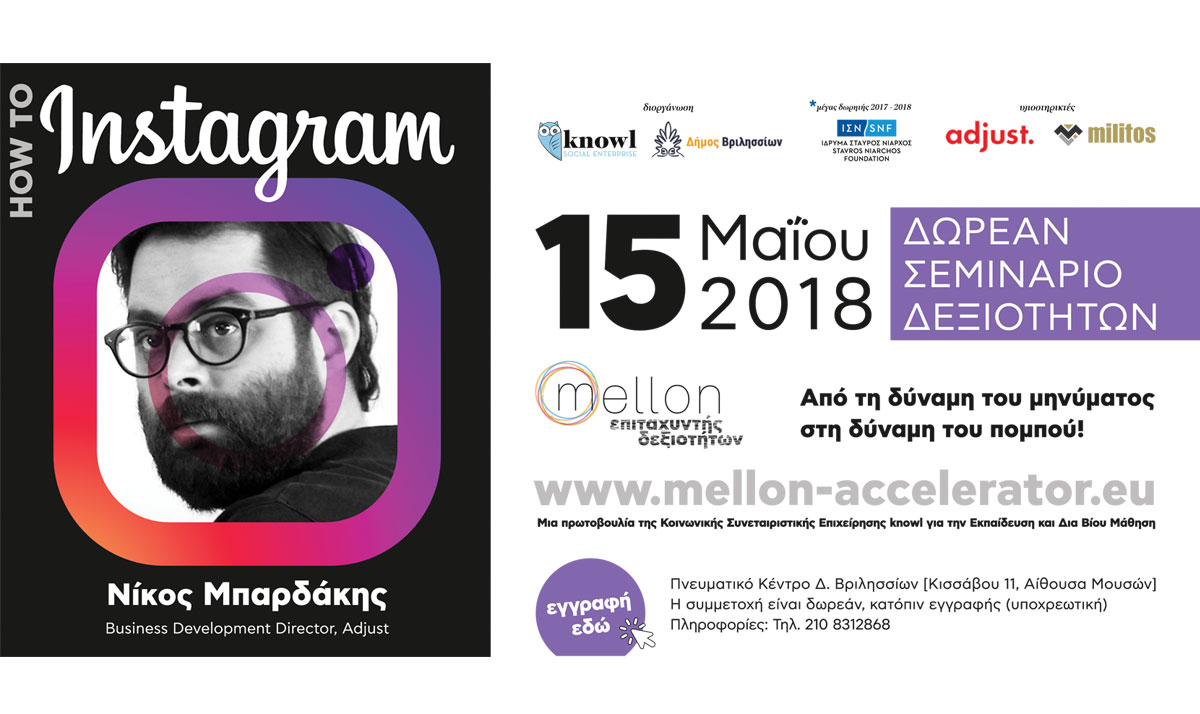 HOW TO
Instagram
Νίκος Μπαρδάκης
Business Development Director, Adjust
διοργάνωση
knowl
SOCIAL ENTERPRISE
Δήμος Βριλησσίων
*μέγας δωρητής 2017 - 2018
ΙΣΝ/SNF
ΙΔΡΥΜΑ ΣΤΑΥΡΟΣ ΝΙΑΡΧΟΣ
STAVROS NIARCHOS
FOUNDATION
υποστηρικτές
adjust.
militos
15 Μαΐου
2018
ΔΩΡΕΑΝ
ΣΕΜΙΝΑΡΙΟ
ΔΕΞΙΟΤΗΤΩΝ
mellon
επιταχυντής
δεξιοτήτων
Από τη δύναμη του μηνύματος
στη δύναμη του πομπού!
www.mellon-accelerator.eu
Μια πρωτοβουλία της Κοινωνικής Συνεταιριστικής Επιχείρησης knowl για την Εκπαίδευση και Δια Βίου Μάθηση
εγγραφή
εδώ
Πνευματικό Κέντρο Δ. Βριλησσίων [Κισσάβου 11, Αίθουσα Μουσών]
Η συμμετοχή είναι δωρεάν, κατόπιν εγγραφής (υποχρεωτική)
Πληροφορίες: Τηλ. 210 8312868